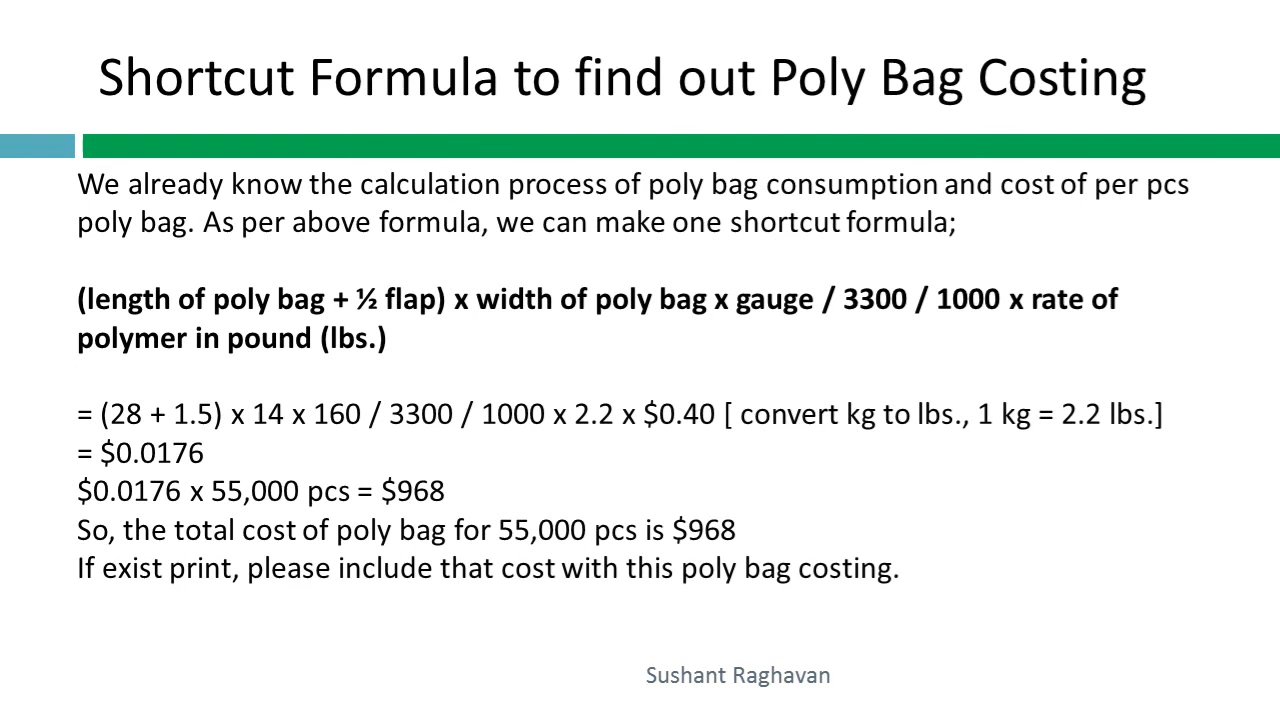 Shortcut Formula to find out Poly Bag Costing
We already know the calculation process of poly bag consumption and cost of per pcs
poly bag. As per above formula, we can make one shortcut formula;
(length of poly bag + ½ flap) x width of poly bag x gauge / 3300 / 1000 x rate of
polymer in pound (lbs.)
= (28 + 1.5) x 14 x 160 / 3300 / 1000 x 2.2 x $0.40 [ convert kg to lbs., 1 kg = 2.2 lbs.]
= $0.0176
$0.0176 x 55,000 pcs = $968
So, the total cost of poly bag for 55,000 pcs is $968
If exist print, please include that cost with this poly bag costing.
Sushant Raghavan